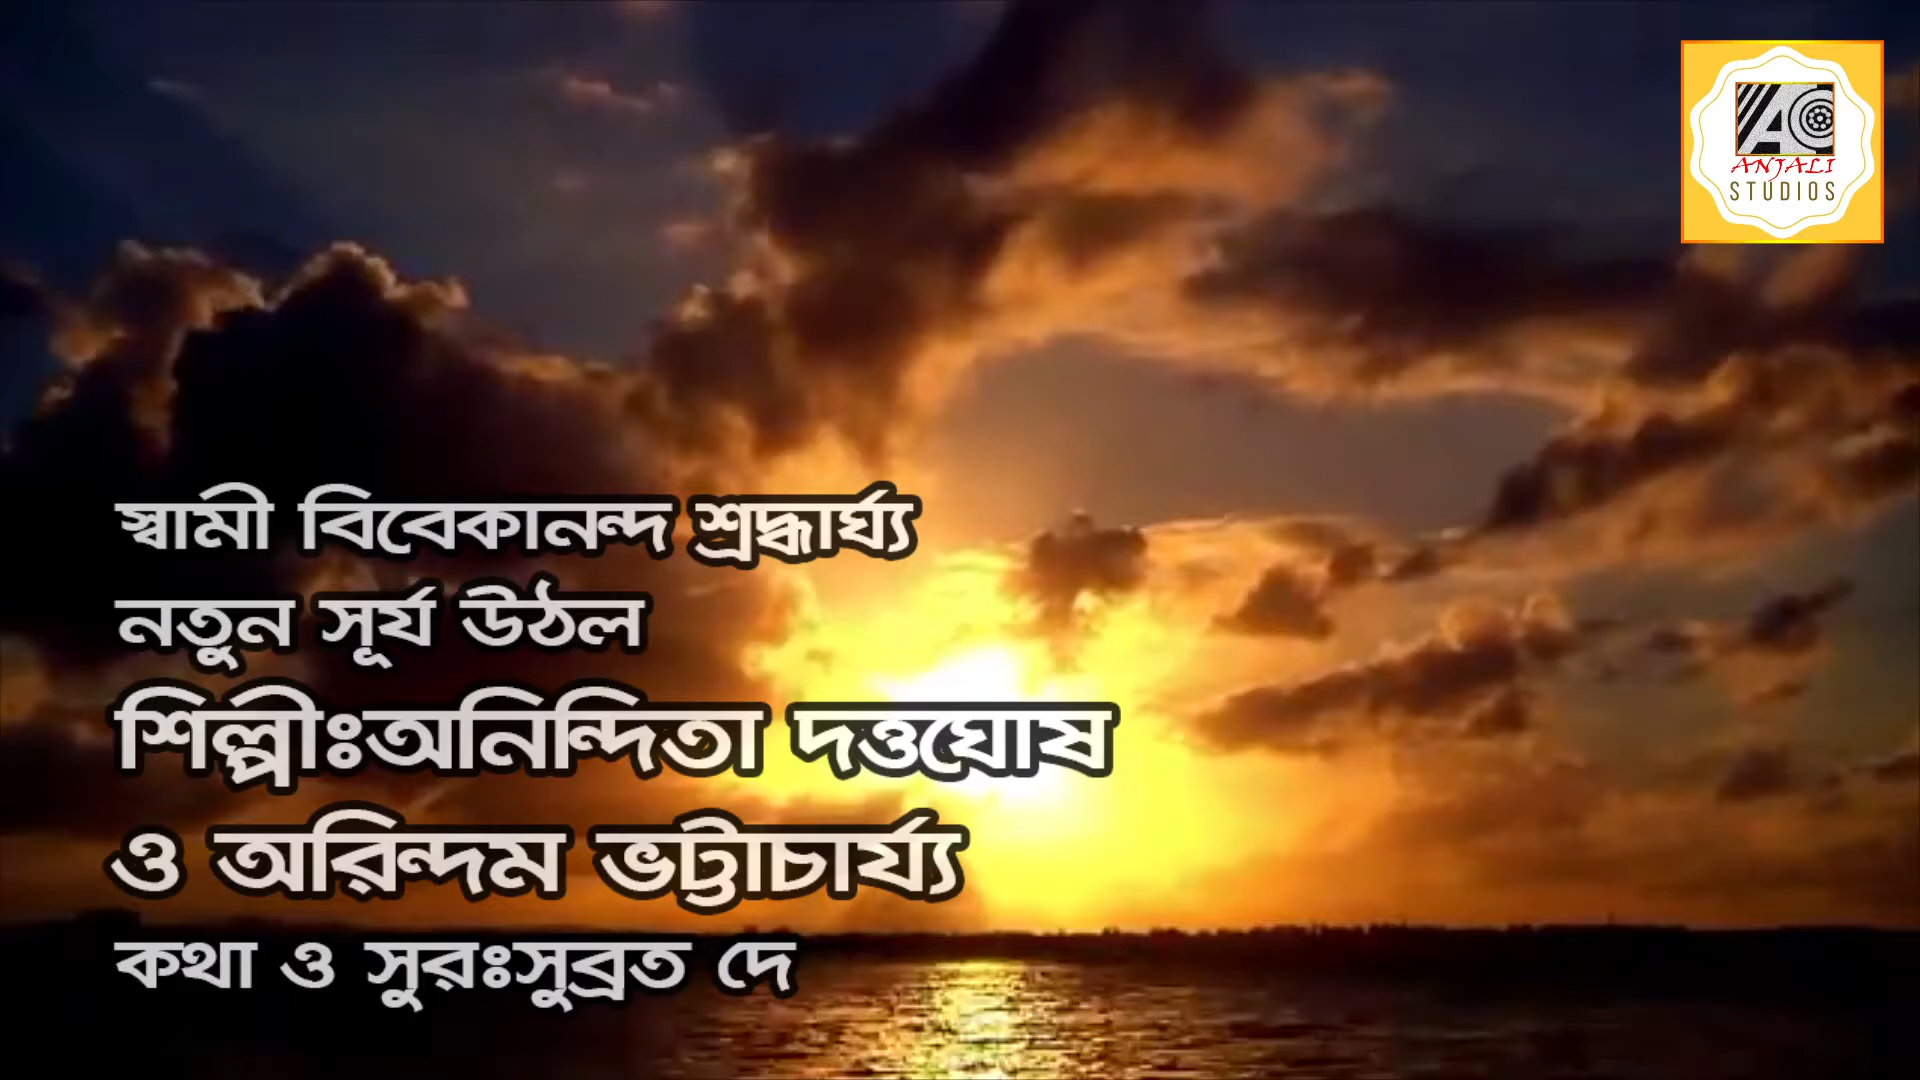 ANJALI
STUDIOS
স্বামী বিবেকানন্দ শ্রদ্ধার্ঘ্য
নতুন সূর্য উঠল
শিল্পীঃঅনিন্দিতা দত্তঘোষ
ও অরিন্দম ভট্টাচার্য্য
কথা ও সুরঃসুব্রত দে